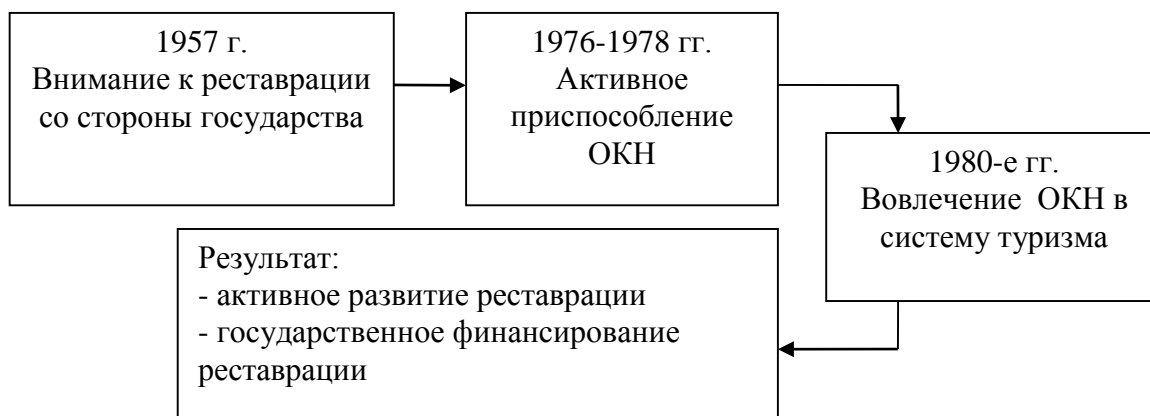 1957 г.
Внимание к реставрации
со стороны государства
1976-1978 гг.
Активное
приспособление
ОКН
1980-е гг.
Вовлечение ОКН в
систему туризма
Результат:
- активное развитие реставрации
- государственное финансирование
реставрации